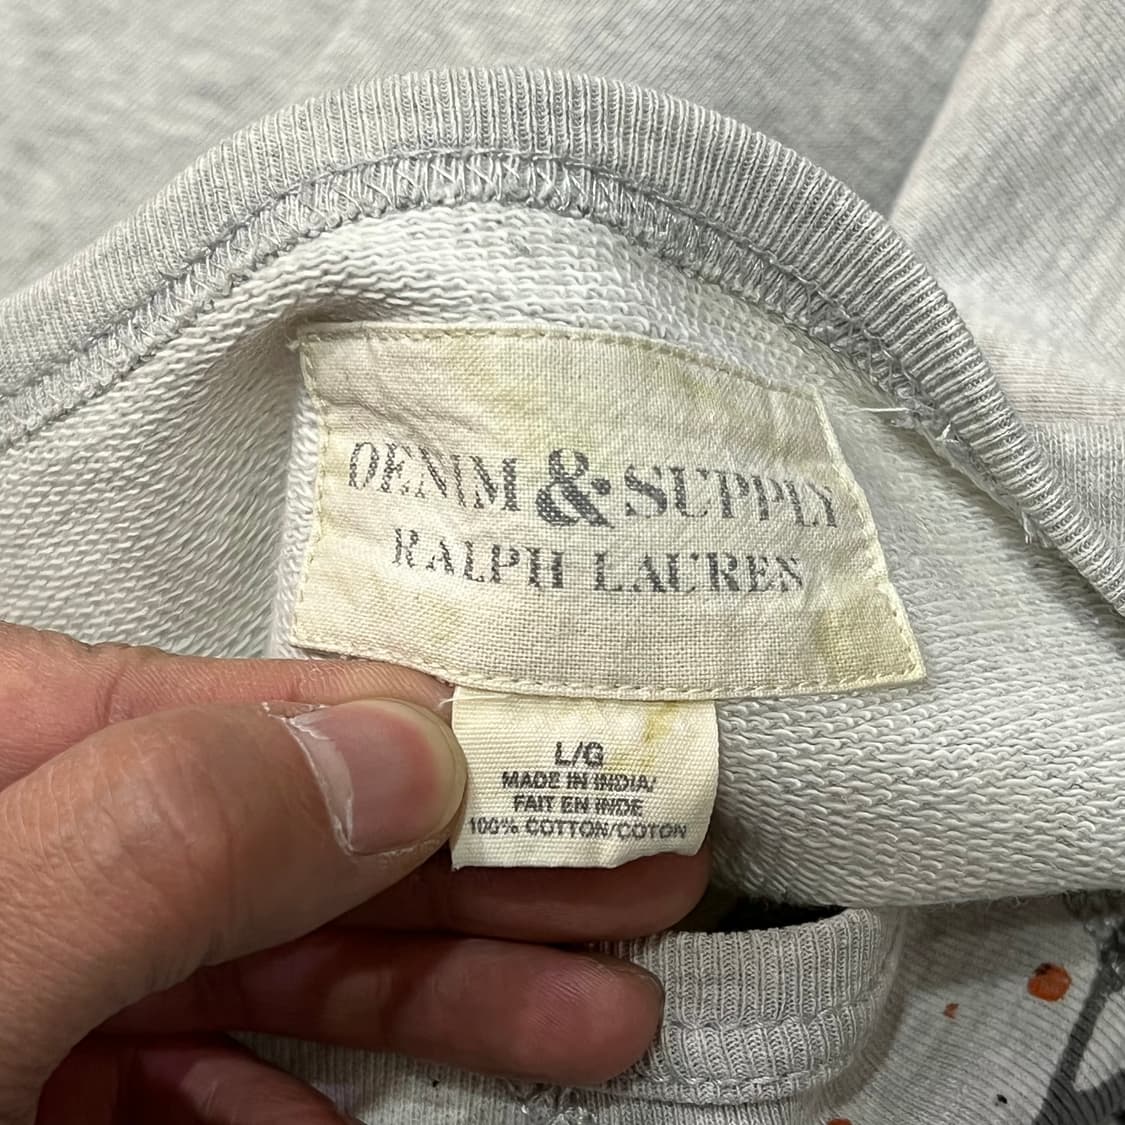 DENIM & SUPPLY
RALPH LAUREN
L/G
MADE IN INDIA/
FAIT EN INDE
100% COTTON/COTON